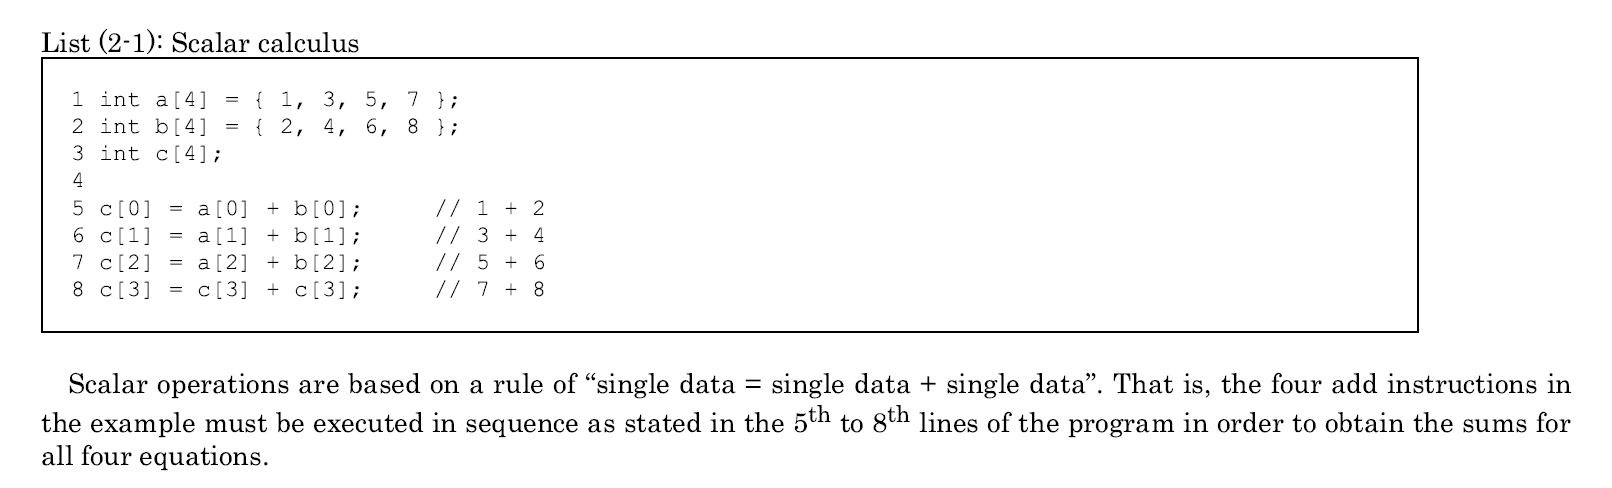 List (2-1): Scalar calculus
1 int a[4] = { 1, 3, 5, 7 };
2 int b[4] = { 2, 4, 6, 8 };
3 int c[4];
4
5 c[0] = a[0] + b[0];     // 1 + 2
6 c[1] = a[1] + b[1];     // 3 + 4
7 c[2] = a[2] + b[2];     // 5 + 6
8 c[3] = c[3] + c[3];     // 7 + 8
Scalar operations are based on a rule of “single data = single data + single data”. That is, the four add instructions in
the example must be executed in sequence as stated in the 5th to 8th lines of the program in order to obtain the sums for
all four equations.